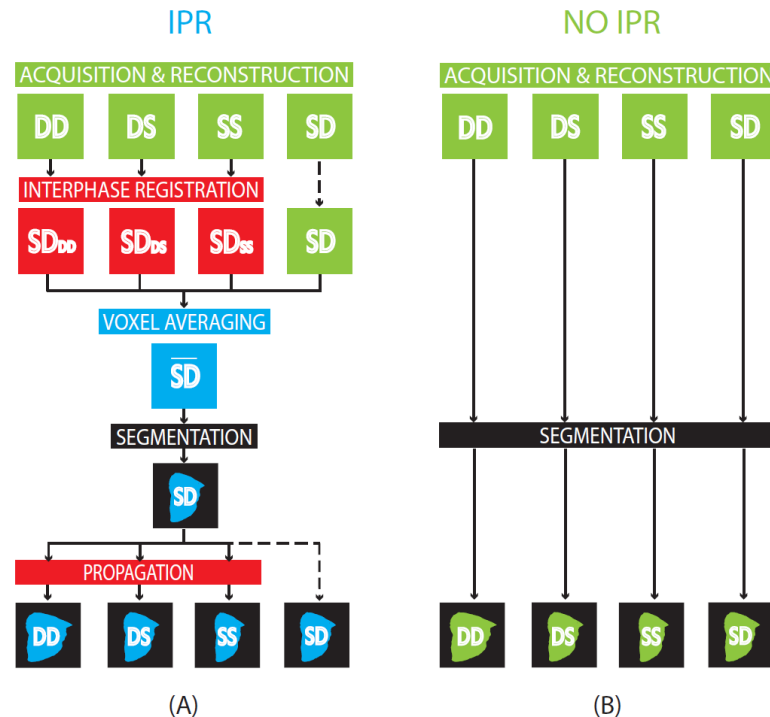 IPR NO IPR
ACQUISITION & RECONSTRUCTION ACQUISITION & RECONSTRUCTION
DD DS SS SD DD DS SS SD
INTERPHASE REGISTRATION
SDDD SDDS SDSS SD
VOXEL AVERAGING
S̅D̅
SEGMENTATION SEGMENTATION
SD
PROPAGATION
DD DS SS SD DD DS SS SD
(A) (B)